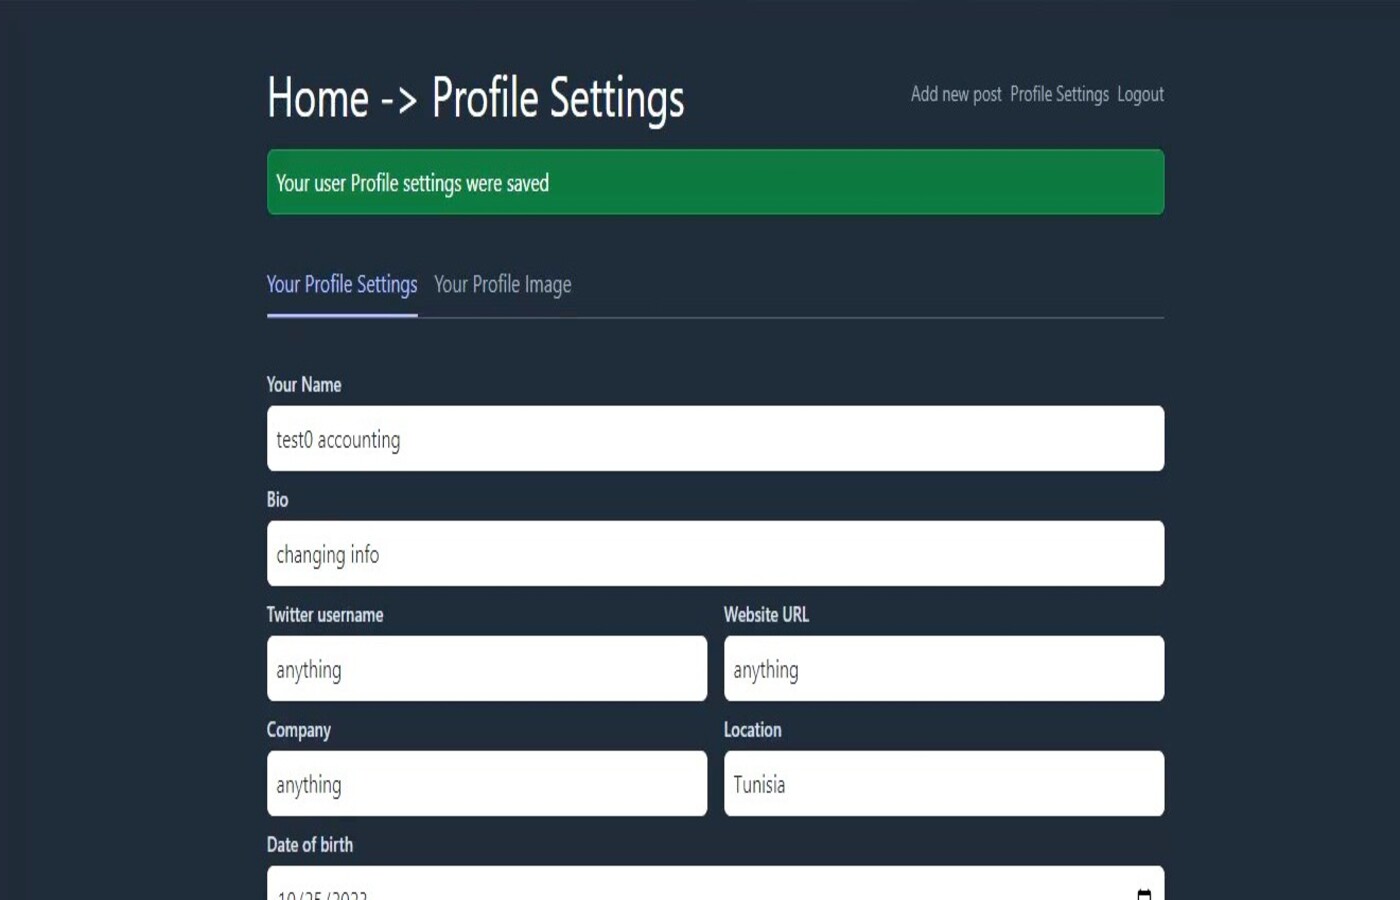 Home -> Profile Settings
Add new post Profile Settings Logout
Your user Profile settings were saved
Your Profile Settings Your Profile Image
Your Name
test0 accounting
Bio
changing info
Twitter username Website URL
anything anything
Company Location
anything Tunisia
Date of birth